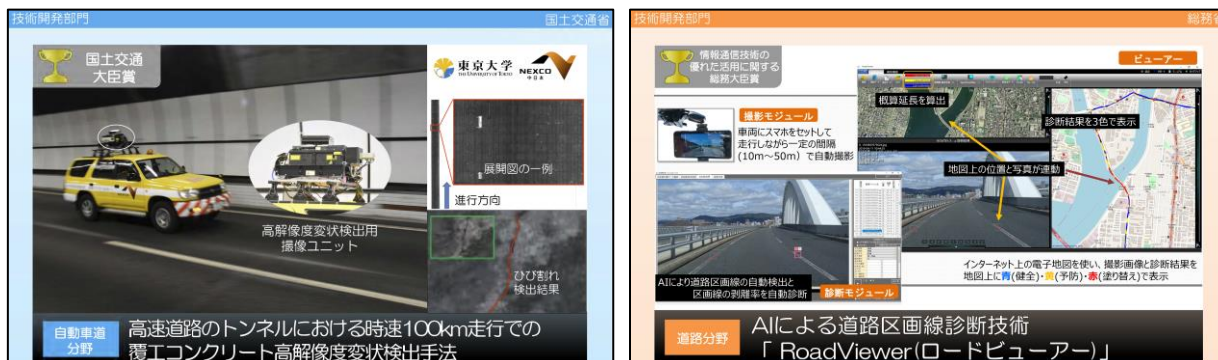 技術開発部門
国土交通省
国土交通
大臣賞
東京大学
THE UNIVERSITY OF TOKYO
NEXCO
中日本
展開図の一例
進行方向
高解像度変状検出用
撮像ユニット
ひび割れ
検出結果
自動車道
分野
高速道路のトンネルにおける時速100km走行での
覆工コンクリート高解像度変状検出手法
技術開発部門
総務省
情報通信技術の
優れた活用に関する
総務大臣賞
ビューアー
概算延長を算出
診断結果を3色で表示
撮影モジュール
車両にスマホをセットして
走行しながら一定の間隔
(10m～50m）で自動撮影
地図上の位置と写真が連動
AIにより道路区画線の自動検出と
区画線の剥離率を自動診断
診断モジュール
インターネット上の電子地図を使い、撮影画像と診断結果を
地図上に青(健全)・黄(予防)・赤(塗り替え)で表示
道路分野
AIによる道路区画線診断技術
「 RoadViewer(ロードビューアー) 」